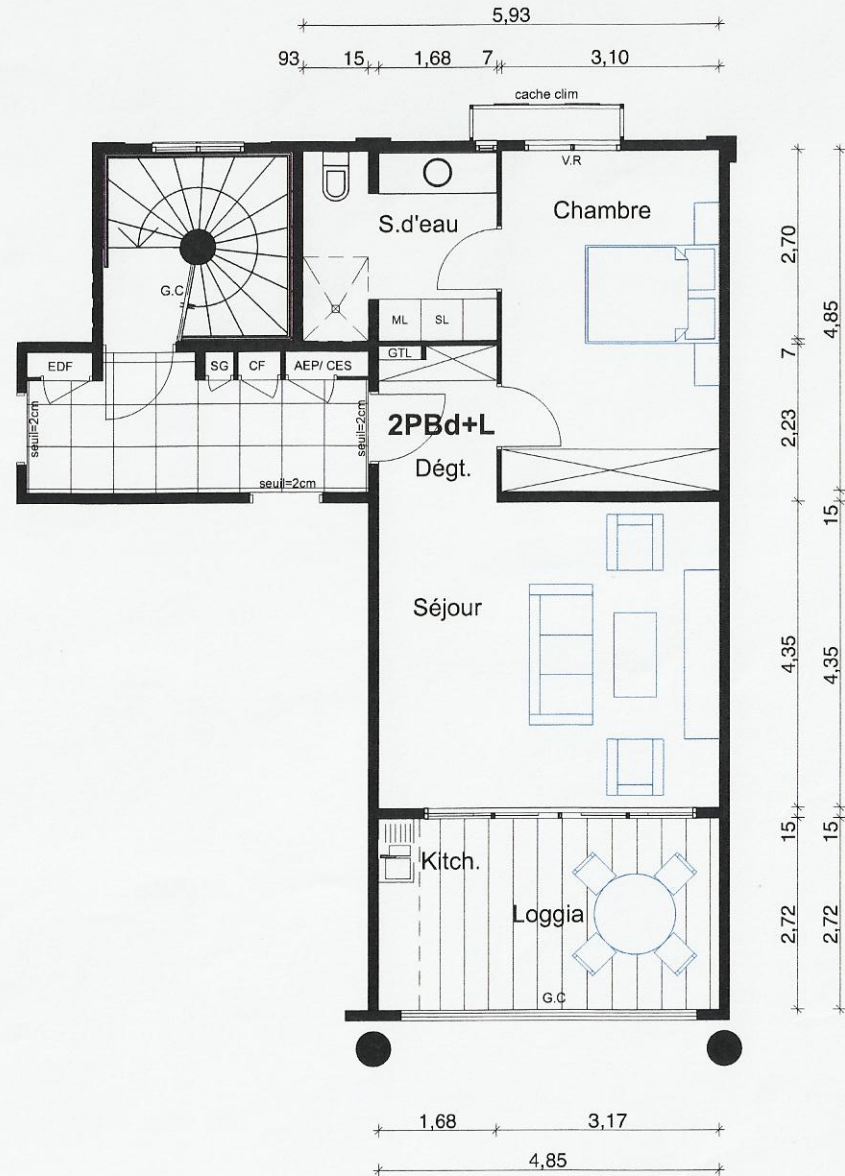 5,93
93 15 1,68 7 3,10
cache clim
V.R
S.d'eau
Chambre
2,70
G.C
ML SL
4,85
7
EDF
SG CF AEP/ CES
GTL
2PBd+L
Dégt.
2,23
seuil=2cm
seuil=2cm
seuil=2cm
15
Séjour
4,35
4,35
15
15
Kitch.
Loggia
2,72
2,72
G.C
1,68 3,17
4,85